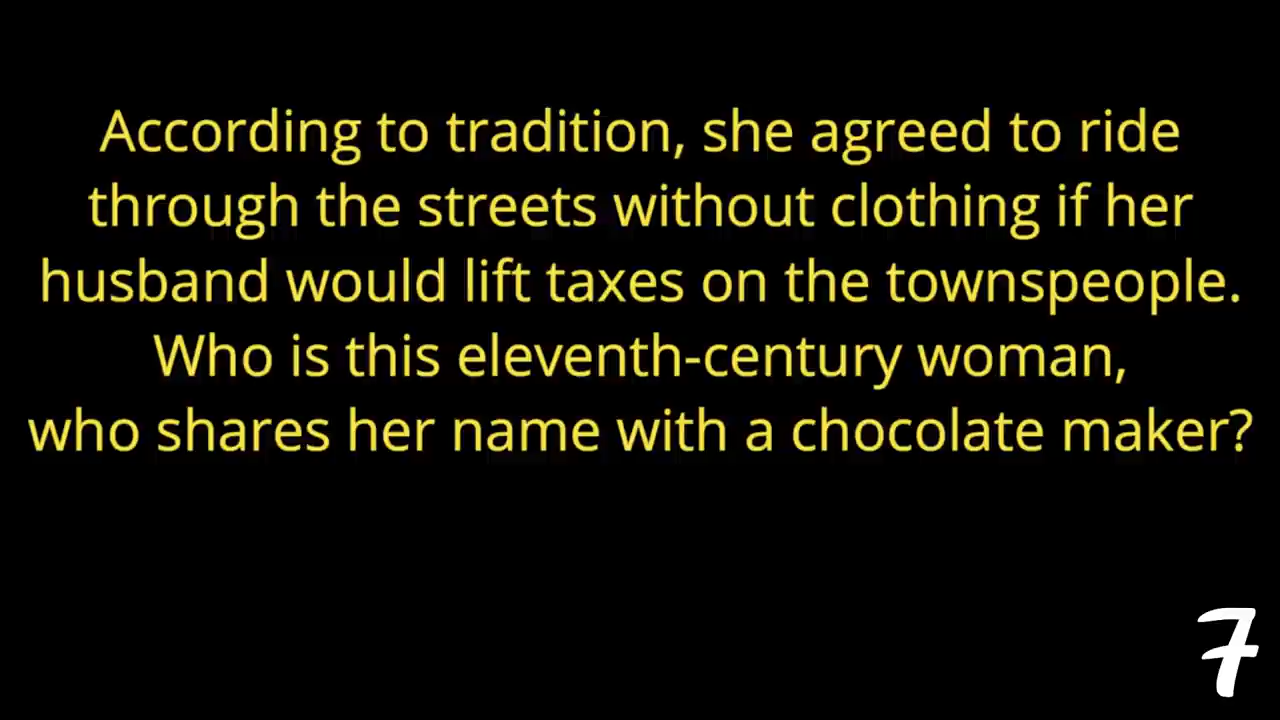 According to tradition, she agreed to ride
through the streets without clothing if her
husband would lift taxes on the townspeople.
Who is this eleventh-century woman,
who shares her name with a chocolate maker?
7